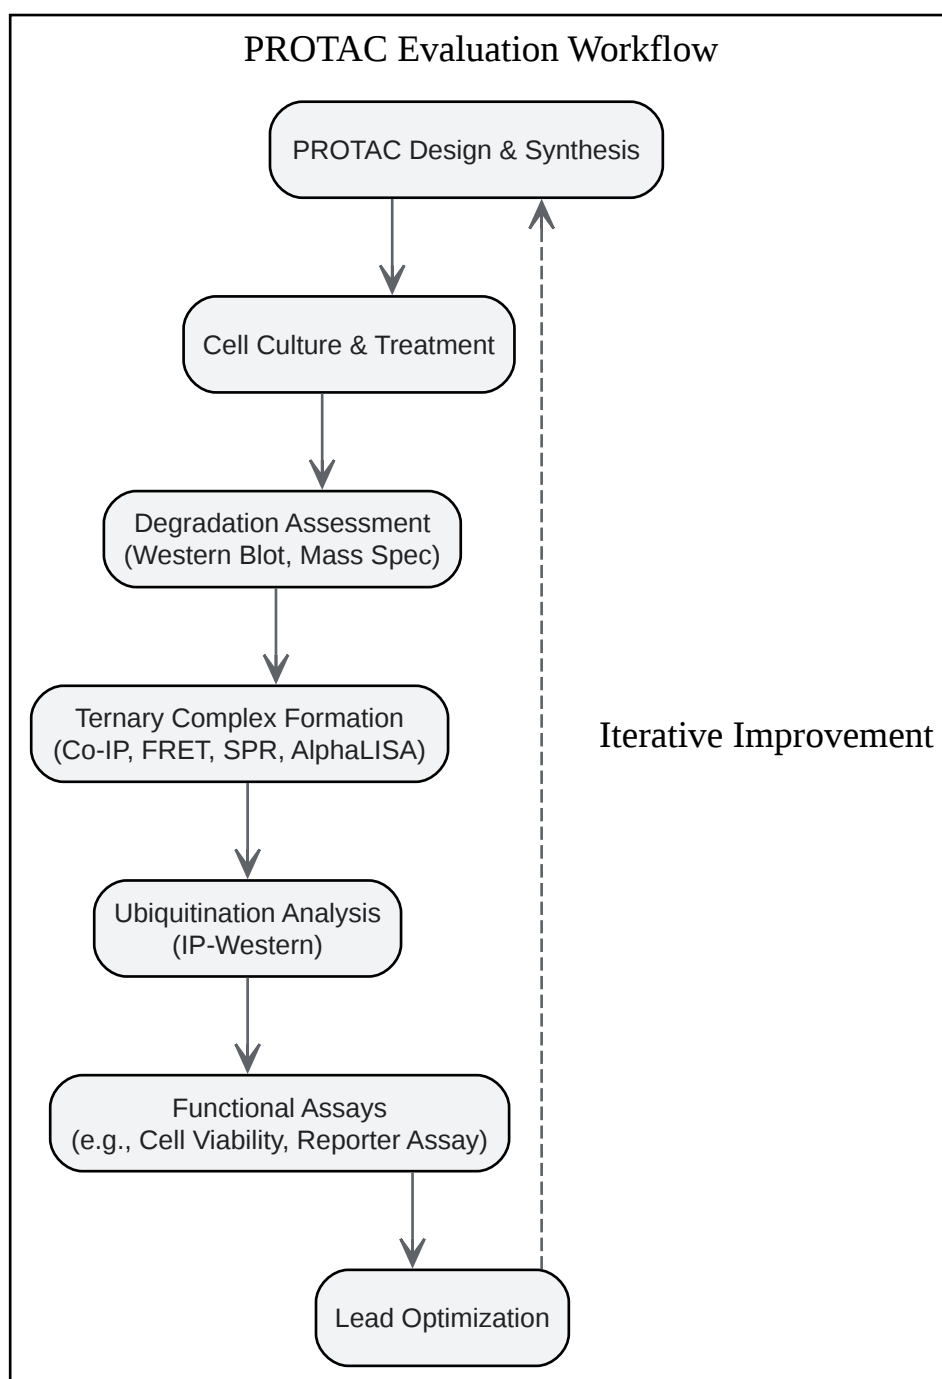 PROTAC Evaluation Workflow
PROTAC Design & Synthesis
Cell Culture & Treatment
Degradation Assessment
(Western Blot, Mass Spec)
Ternary Complex Formation
(Co-IP, FRET, SPR, AlphaLISA)
Iterative Improvement
Ubiquitination Analysis
(IP-Western)
Functional Assays
(e.g., Cell Viability, Reporter Assay)
Lead Optimization